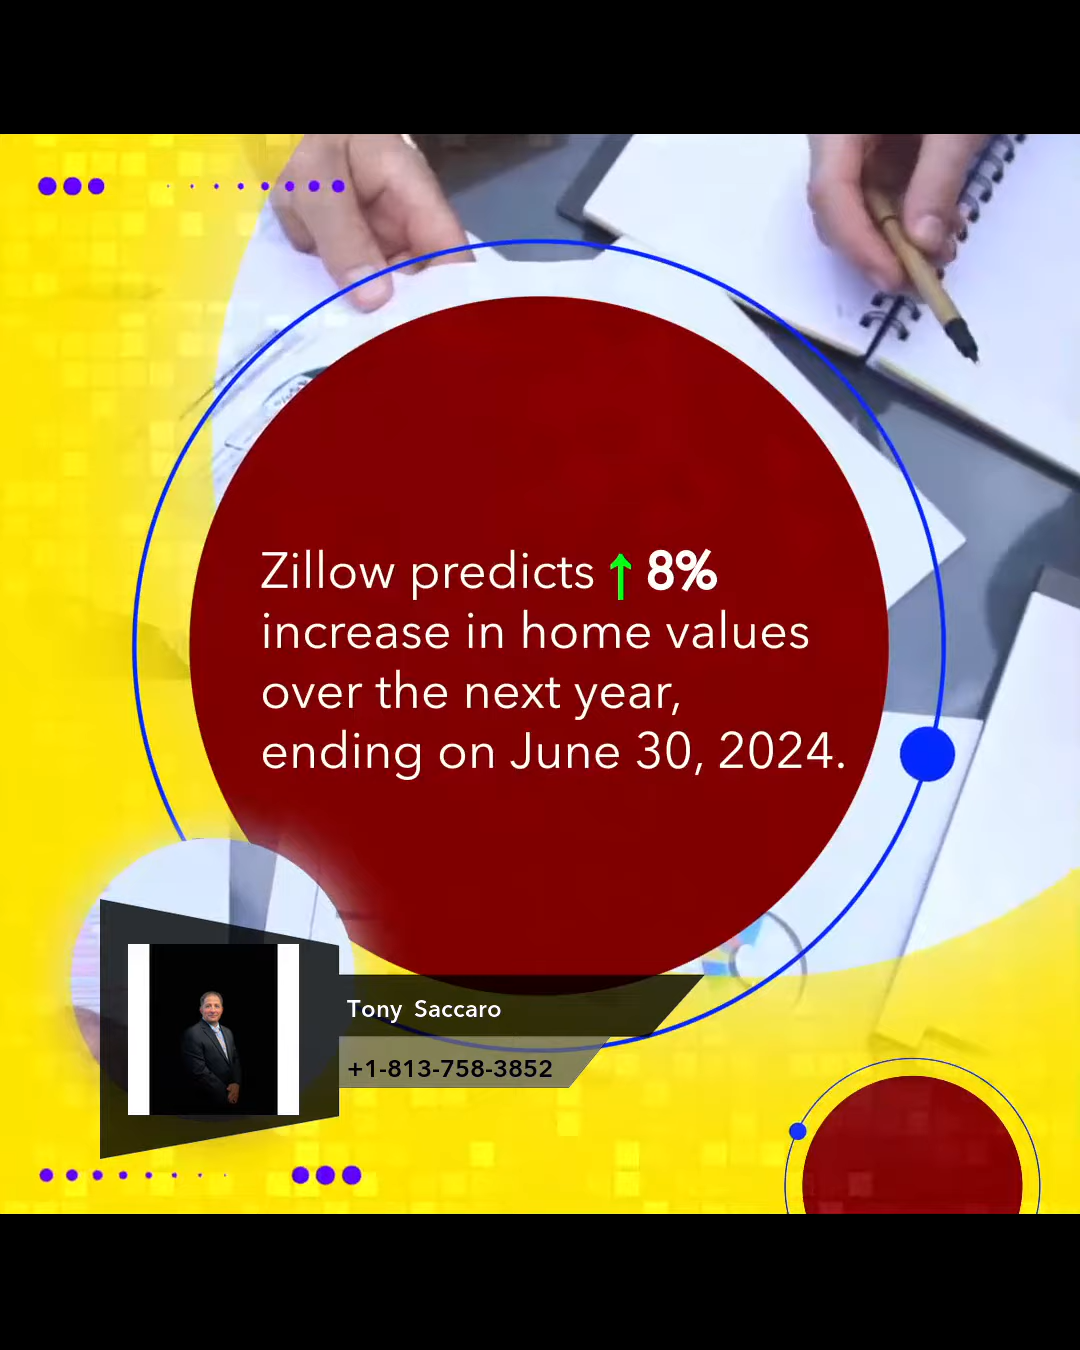 Zillow predicts ↑ 8%
increase in home values
over the next year,
ending on June 30, 2024.
Tony Saccaro
+1-813-758-3852